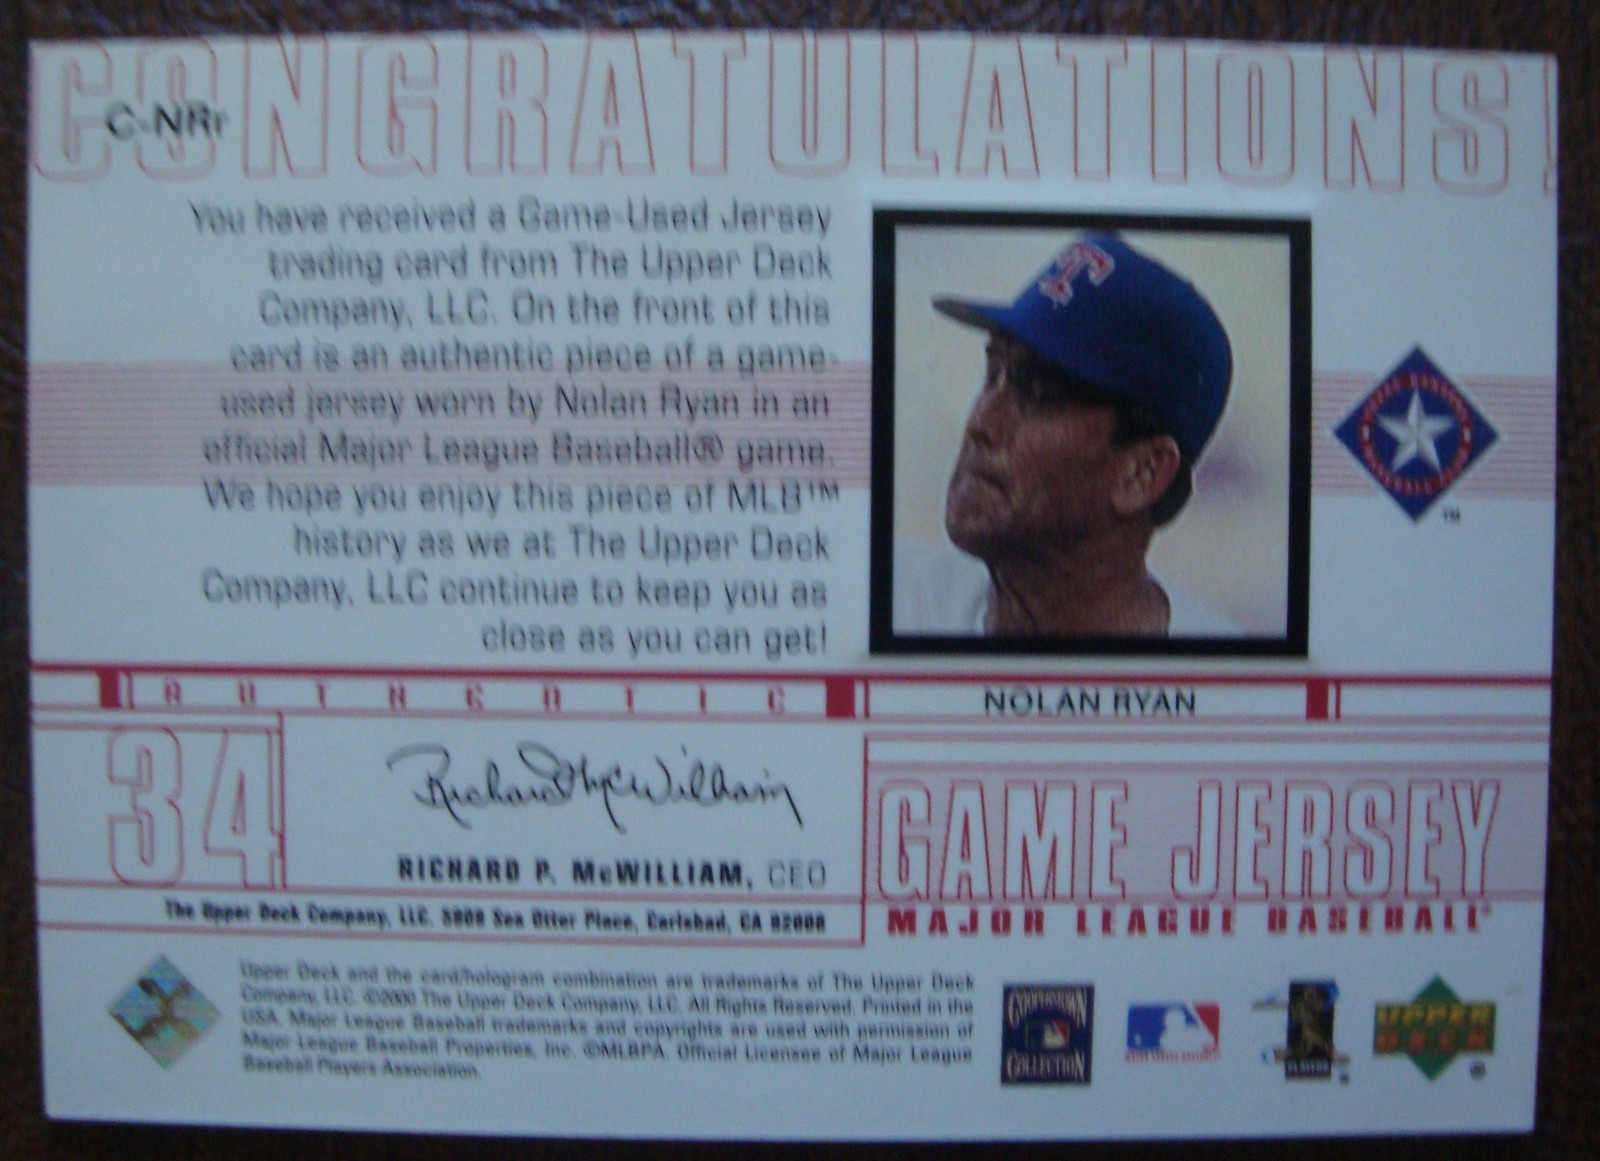 CONGRATULATIONS!
C-NRr
You have received a Game-Used Jersey
trading card from The Upper Deck
Company, LLC. On the front of this
card is an authentic piece of a game-
used jersey worn by Nolan Ryan in an
official Major League Baseball® game.
We hope you enjoy this piece of MLB™
history as we at The Upper Deck
Company, LLC continue to keep you as
close as you can get!
T
TM
AUTHENTIC
NOLAN RYAN
34
Richard McWilliam
RICHARD P. McWILLIAM, CEO
The Upper Deck Company, LLC. 5909 Sea Otter Place, Carlsbad, CA 92008
GAME JERSEY
MAJOR LEAGUE BASEBALL
Upper Deck and the card/hologram combination are trademarks of The Upper Deck
Company, LLC. ©2000 The Upper Deck Company, LLC. All Rights Reserved. Printed in the
USA. Major League Baseball trademarks and copyrights are used with permission of
Major League Baseball Properties, Inc. ©MLBPA. Official Licensee of Major League
Baseball Players Association.
COOPERSTOWN
COLLECTION
PLAYERS
UPPER
DECK
®